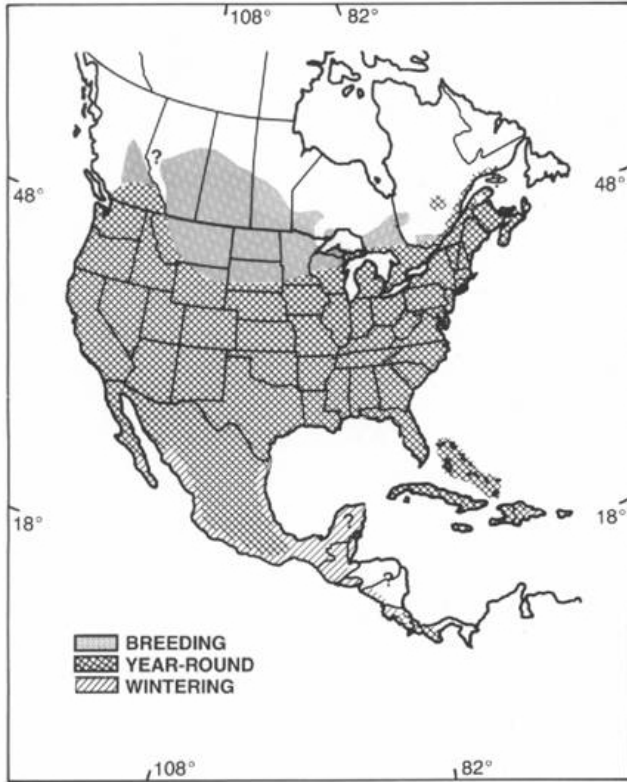 108° 82°
?
48° 48°
18° 18°
?
?
BREEDING
YEAR-ROUND
WINTERING
108° 82°